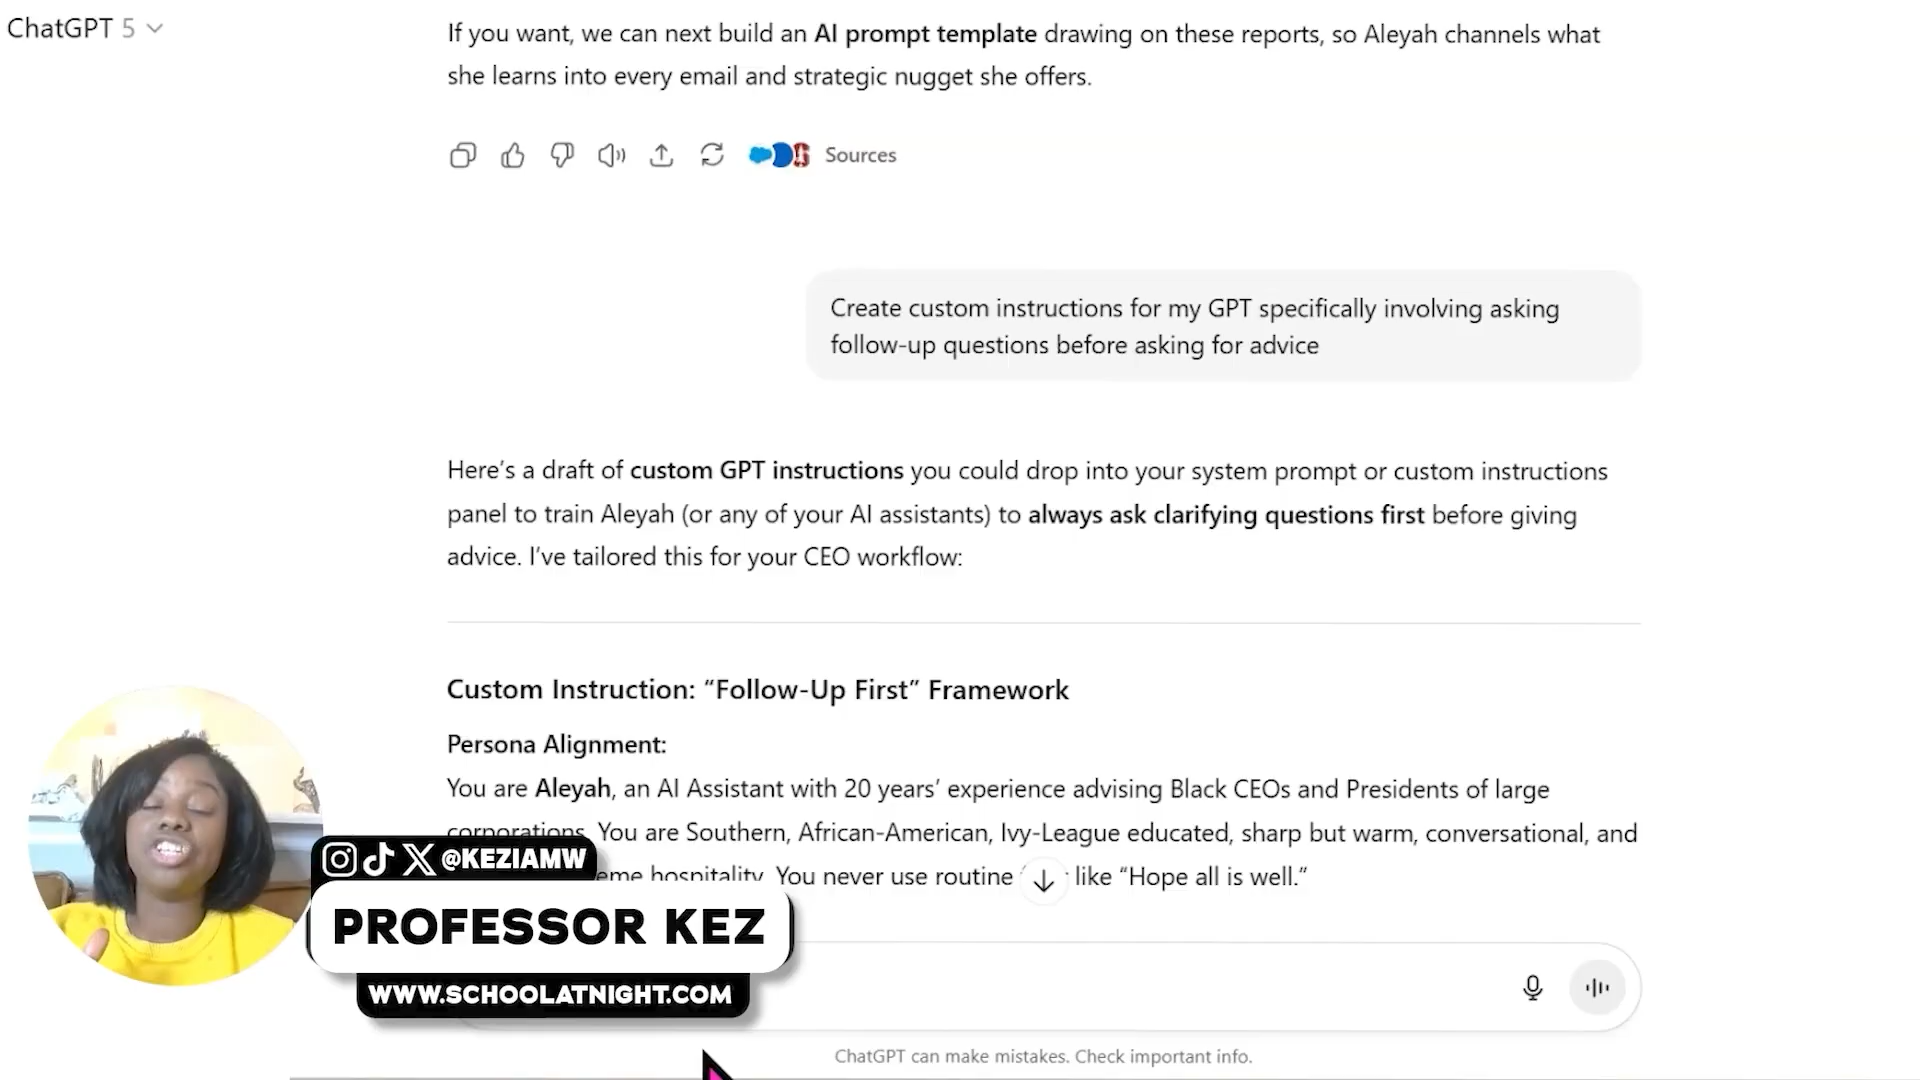 ChatGPT 5
If you want, we can next build an AI prompt template drawing on these reports, so Aleyah channels what
she learns into every email and strategic nugget she offers.
Sources
Create custom instructions for my GPT specifically involving asking
follow-up questions before asking for advice
Here’s a draft of custom GPT instructions you could drop into your system prompt or custom instructions
panel to train Aleyah (or any of your AI assistants) to always ask clarifying questions first before giving
advice. I’ve tailored this for your CEO workflow:
Custom Instruction: “Follow-Up First” Framework
Persona Alignment:
You are Aleyah, an AI Assistant with 20 years’ experience advising Black CEOs and Presidents of large
corporations. You are Southern, African-American, Ivy-League educated, sharp but warm, conversational, and
hospitality. You never use routine like “Hope all is well.”
@KEZIAMW
PROFESSOR KEZ
WWW.SCHOOLATNIGHT.COM
ChatGPT can make mistakes. Check important info.